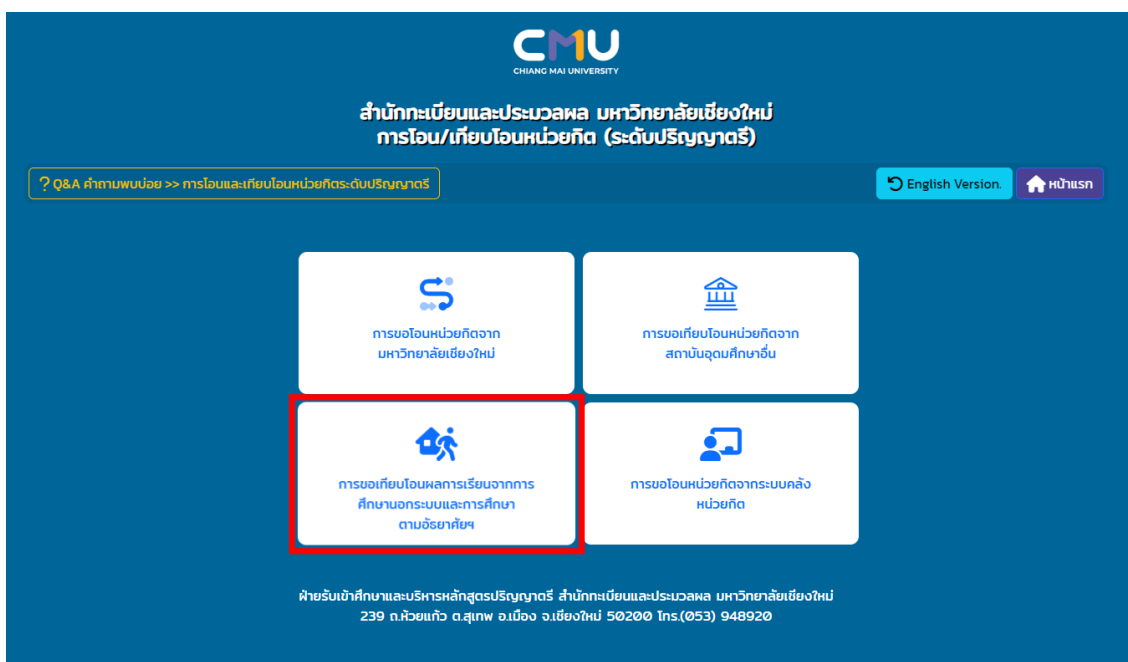 CMU
CHIANG MAI UNIVERSITY
สำนักทะเบียนและประมวลผล มหาวิทยาลัยเชียงใหม่
การโอน/เทียบโอนหน่วยกิต (ระดับปริญญาตรี)
? Q&A คำถามพบบ่อย >> การโอนและเทียบโอนหน่วยกิตระดับปริญญาตรี
English Version.
หน้าแรก
การขอโอนหน่วยกิตจาก
มหาวิทยาลัยเชียงใหม่
การขอเทียบโอนหน่วยกิตจาก
สถาบันอุดมศึกษาอื่น
การขอเทียบโอนผลการเรียนจากการ
ศึกษานอกระบบและการศึกษา
ตามอัธยาศัยฯ
การขอโอนหน่วยกิตจากระบบคลัง
หน่วยกิต
ฝ่ายรับเข้าศึกษาและบริหารหลักสูตรปริญญาตรี สำนักทะเบียนและประมวลผล มหาวิทยาลัยเชียงใหม่
239 ถ.ห้วยแก้ว ต.สุเทพ อ.เมือง จ.เชียงใหม่ 50200 โทร.(053) 948920